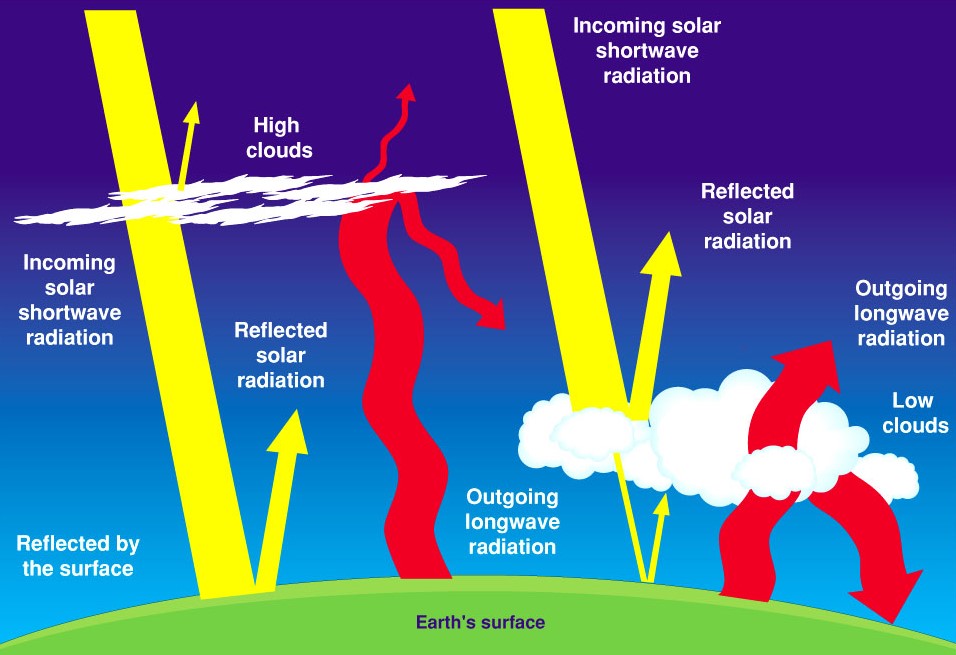 Incoming solar
shortwave
radiation
High
clouds
Reflected
solar
radiation
Incoming
solar
shortwave
radiation
Outgoing
longwave
radiation
Reflected
solar
radiation
Low
clouds
Outgoing
longwave
radiation
Reflected by
the surface
Earth's surface